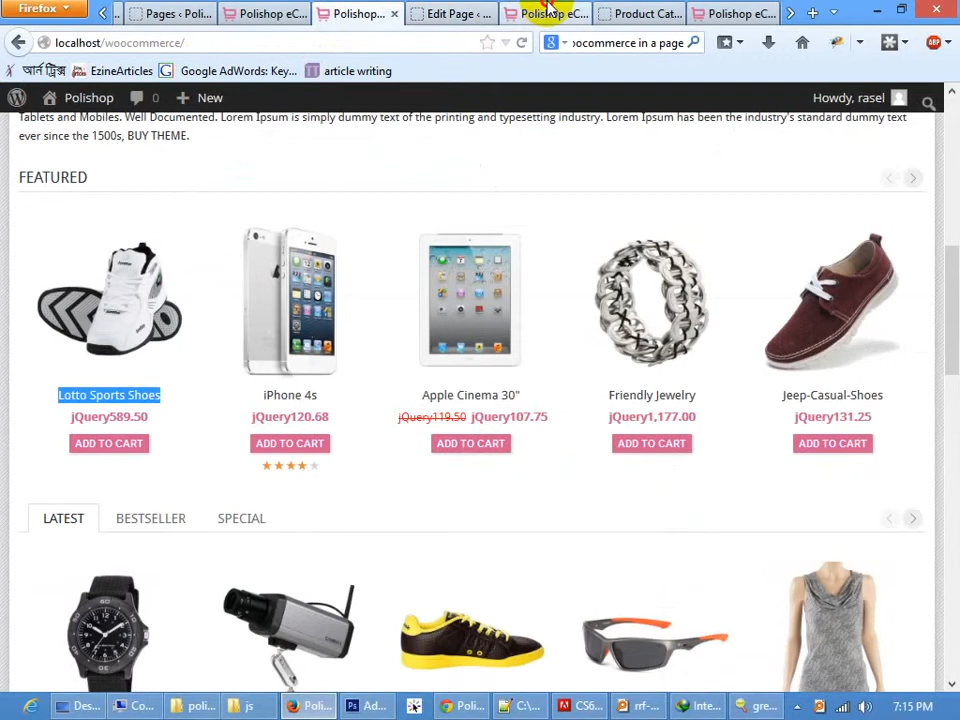 Firefox
Pages ‹ Poli...
Polishop eC...
Polishop...
Edit Page ‹ ...
Polishop eC...
Product Cat...
Polishop eC...
localhost/woocommerce/
ocommerce in a page
আর্ন ট্রিক্স
EzineArticles
Google AdWords: Key...
article writing
Polishop
0
New
Howdy, rasel
Tablets and Mobiles. Well Documented. Lorem Ipsum is simply dummy text of the printing and typesetting industry. Lorem Ipsum has been the industry's standard dummy text
ever since the 1500s, BUY THEME.
FEATURED
Lotto Sports Shoes
iPhone 4s
Apple Cinema 30"
Friendly Jewelry
Jeep-Casual-Shoes
jQuery589.50
jQuery120.68
jQuery119.50 jQuery107.75
jQuery1,177.00
jQuery131.25
ADD TO CART
ADD TO CART
ADD TO CART
ADD TO CART
ADD TO CART
LATEST
BESTSELLER
SPECIAL
Des...
Co...
poli...
js
Poli...
Ad...
Poli...
C:\...
CS6...
rrf-...
Inte...
gre...
7:15 PM